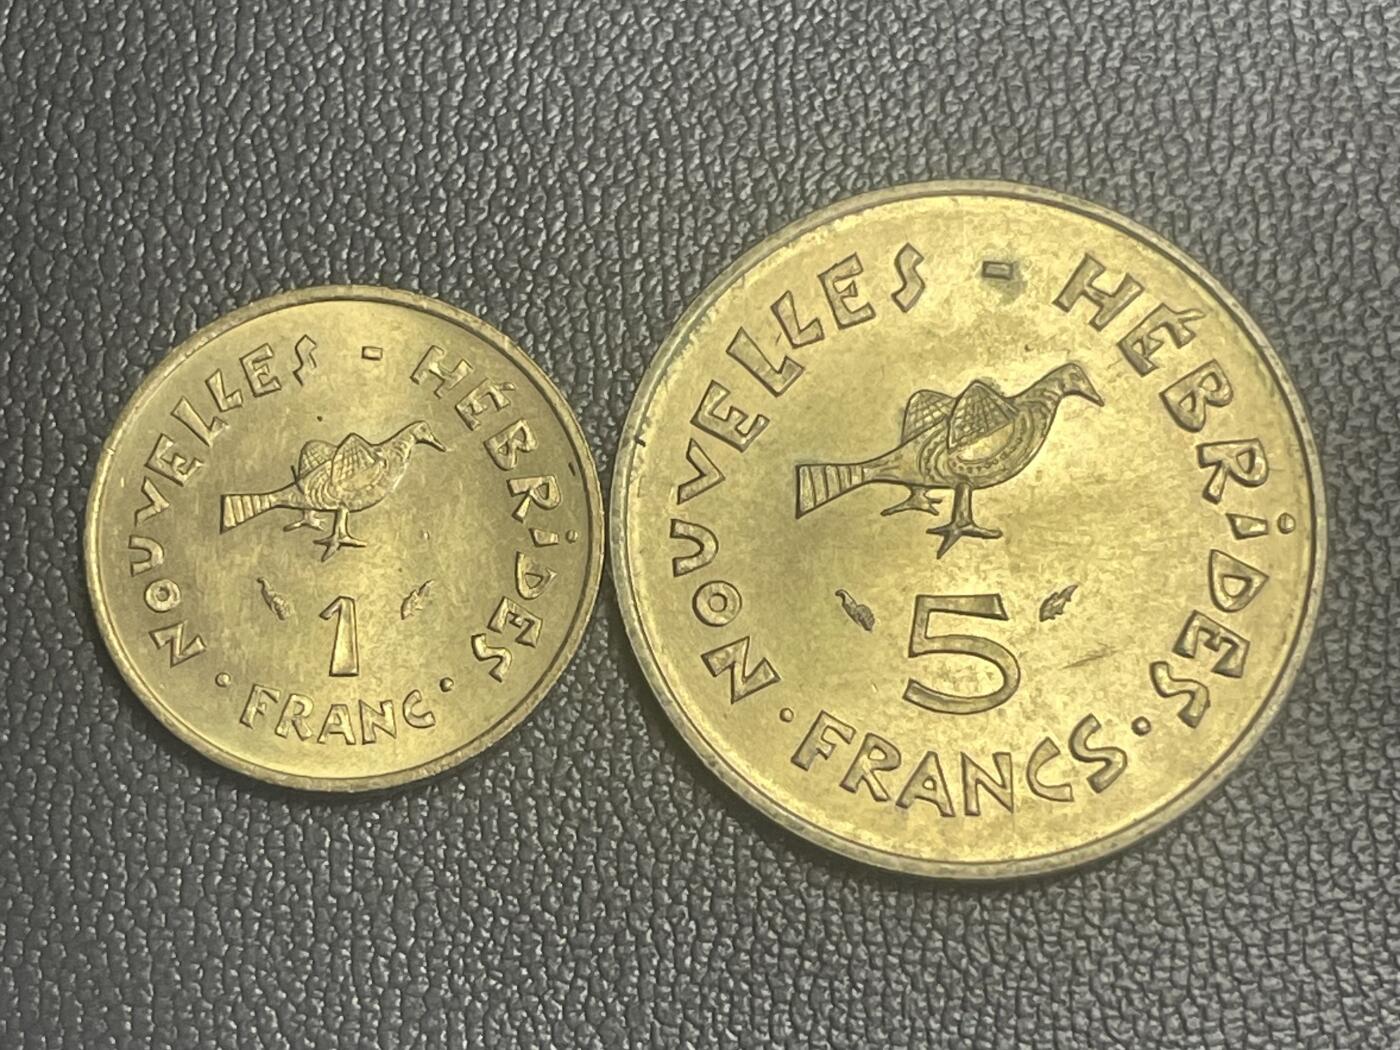 NOUVELLES - HÉBRiDES
1
· FRANC ·
NOUVELLES - HÉBRiDES
5
· FRANCS ·